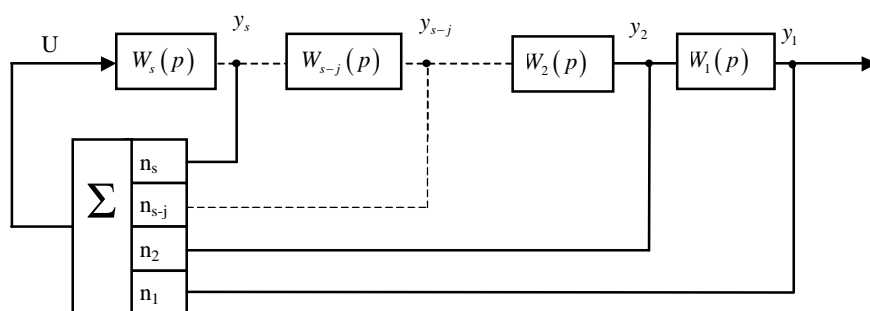 U
y_s
y_{s-j}
y_2
y_1
W_s(p)
W_{s-j}(p)
W_2(p)
W_1(p)
Σ
n_s
n_{s-j}
n_2
n_1